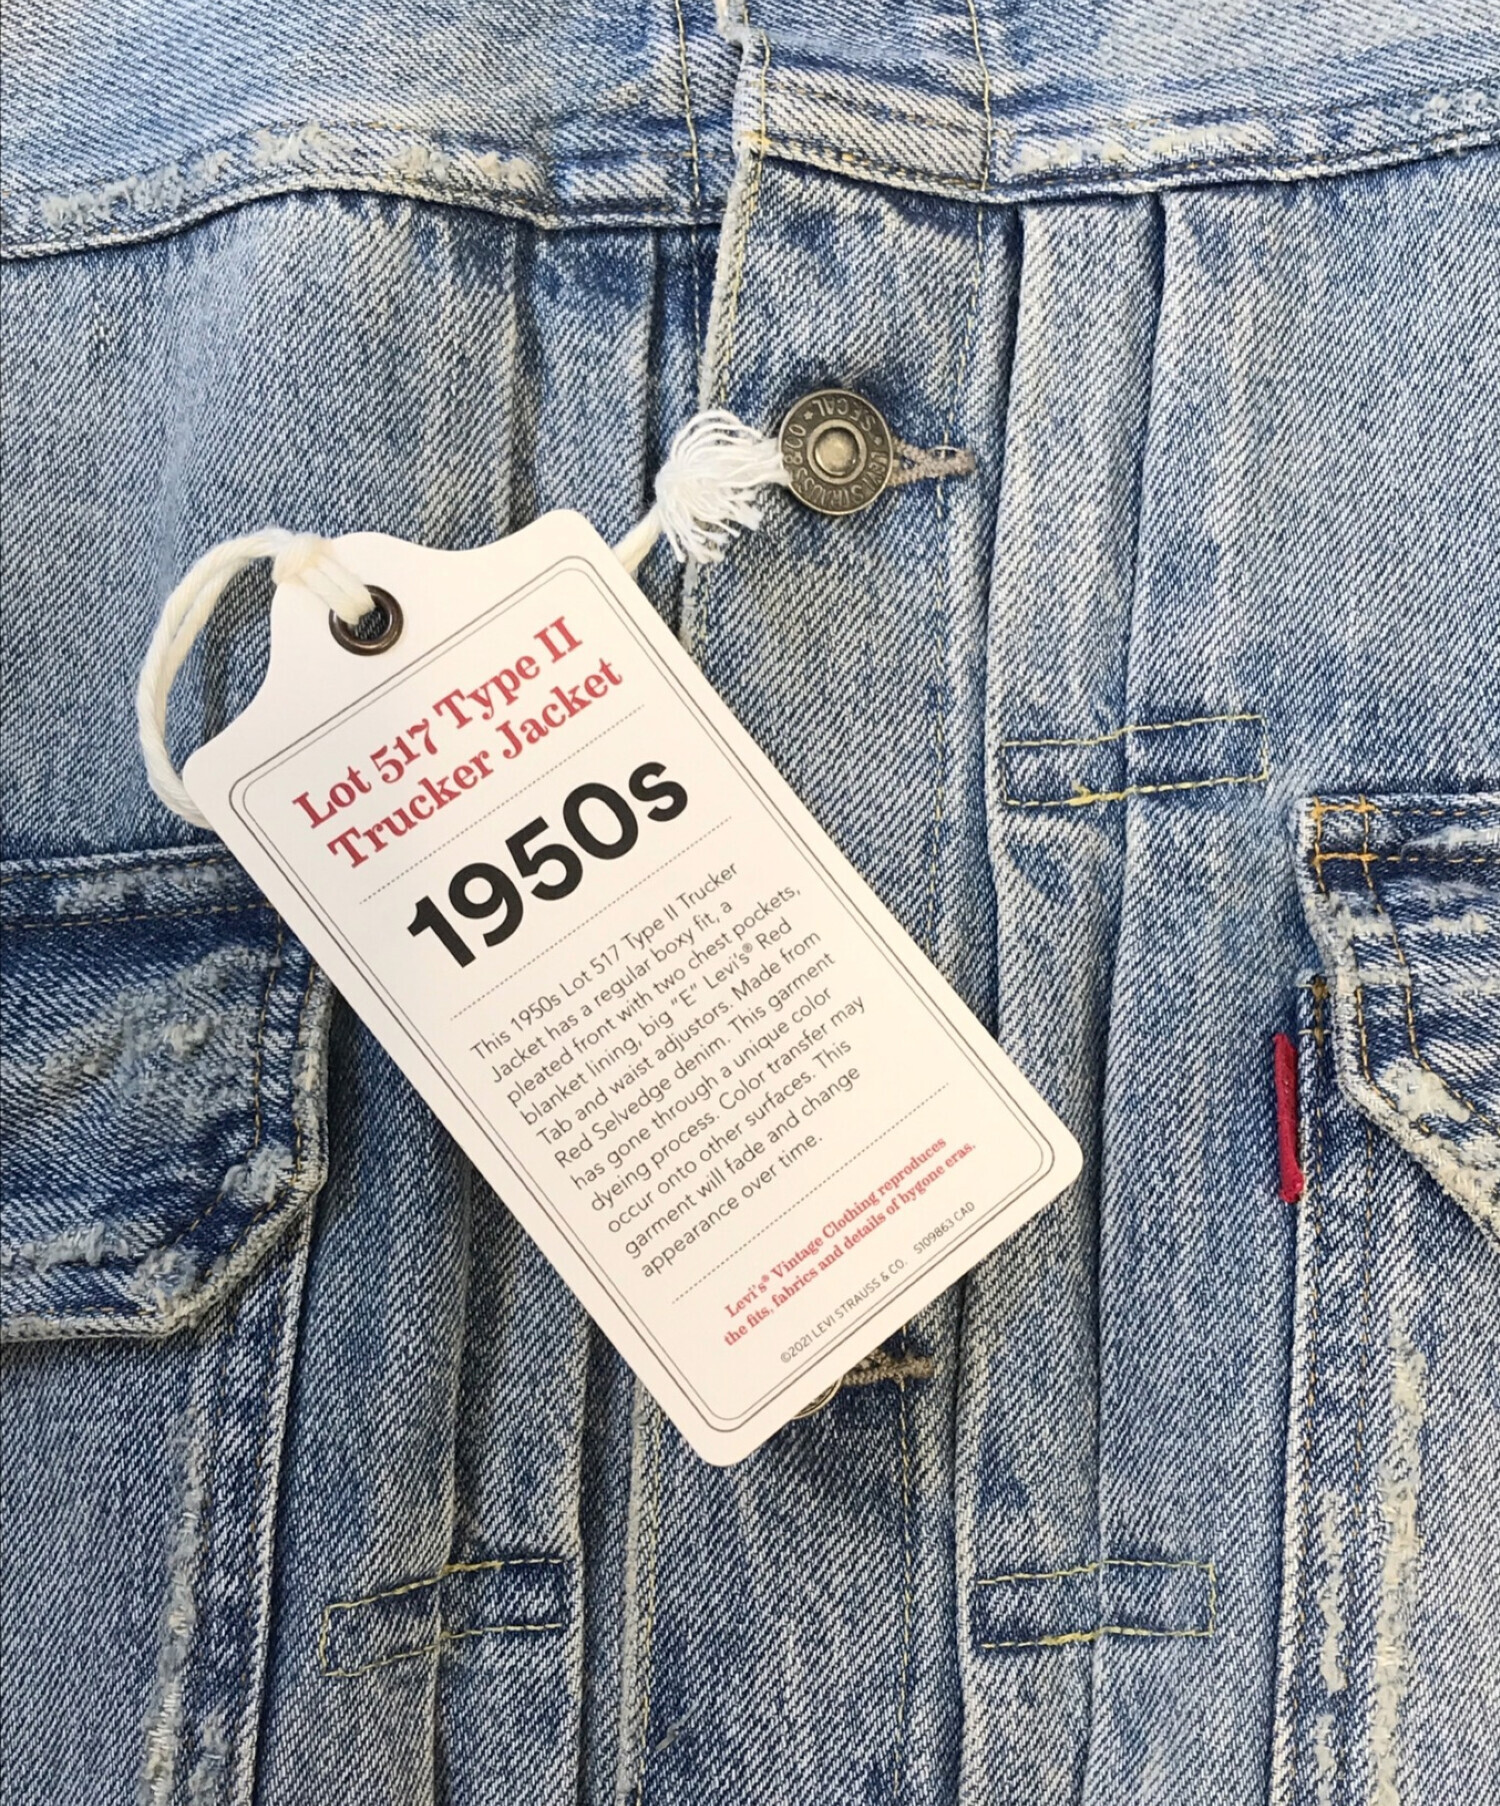 Lot 517 Type II
Trucker Jacket
1950s
This 1950s Lot 517 Type II Trucker
Jacket has a regular boxy fit, a
pleated front with two chest pockets,
blanket lining, big "E" Levi's® Red
Tab and waist adjustors. Made from
Red Selvedge denim. This garment
has gone through a unique color
dyeing process. Color transfer may
occur onto other surfaces. This
garment will fade and change
appearance over time.
Levi's® Vintage Clothing reproduces
the fits, fabrics and details of bygone eras.
©2021 LEVI STRAUSS & CO. 5109863 CAD
LEVI STRAUSS